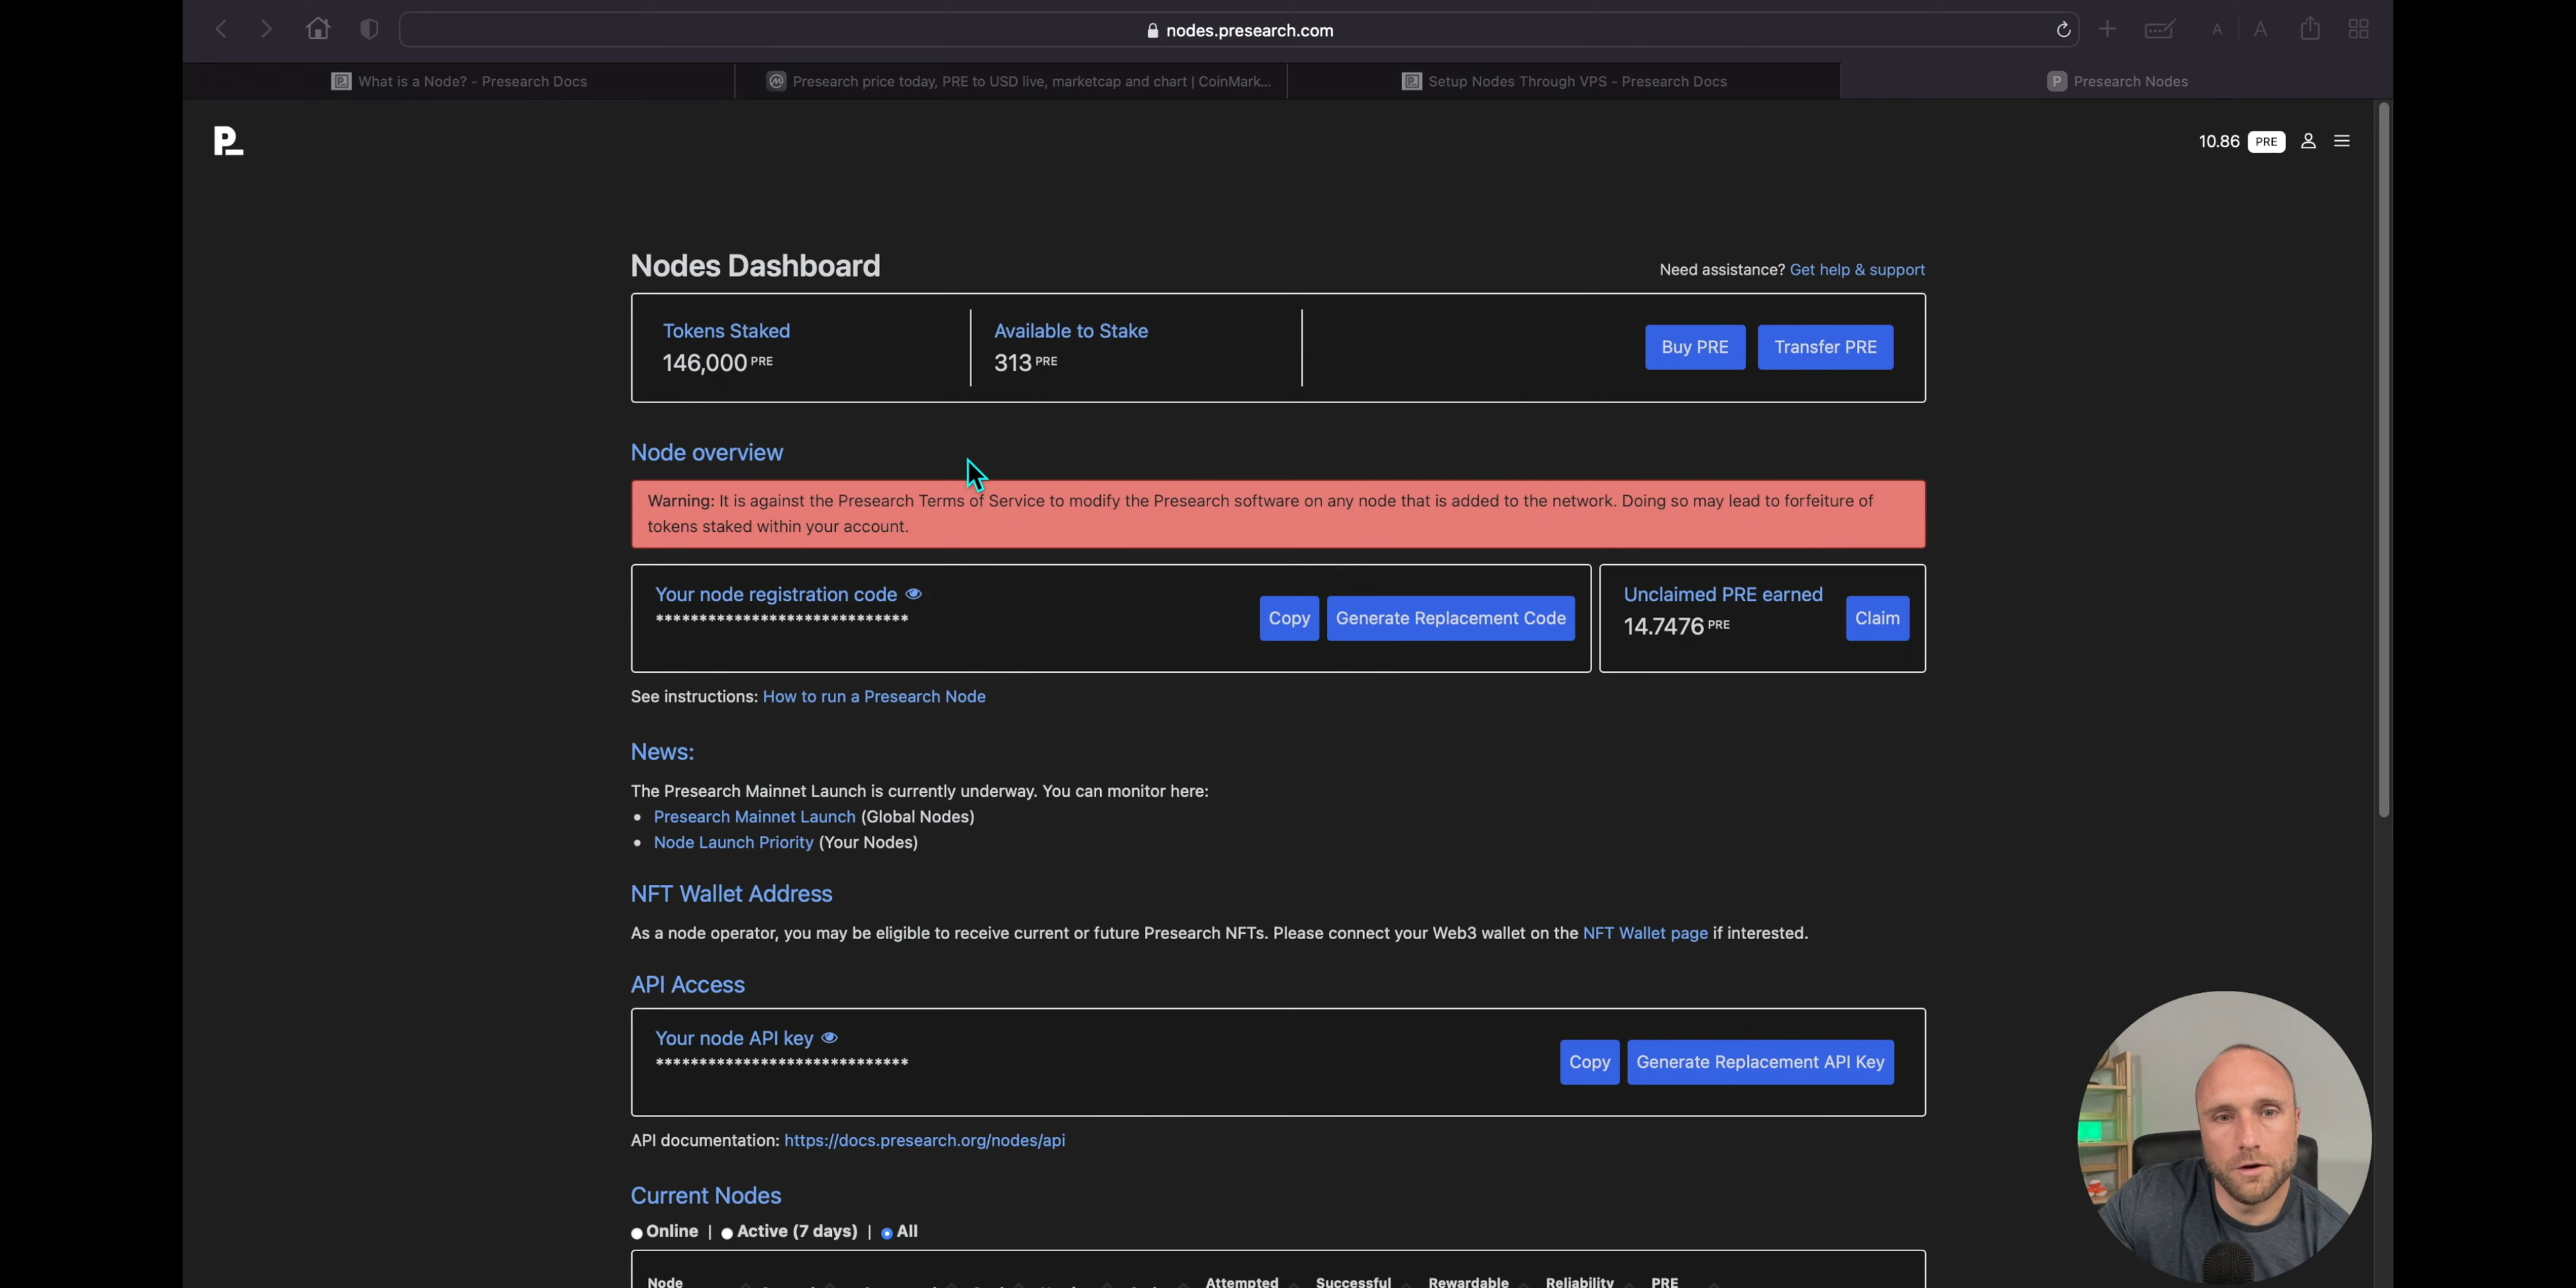 nodes.presearch.com
A A
What is a Node? - Presearch Docs
Presearch price today, PRE to USD live, marketcap and chart | CoinMark...
Setup Nodes Through VPS - Presearch Docs
P Presearch Nodes
P_
10.86 PRE
Nodes Dashboard
Need assistance? Get help & support
Tokens Staked
146,000 PRE
Available to Stake
313 PRE
Buy PRE
Transfer PRE
Node overview
Warning: It is against the Presearch Terms of Service to modify the Presearch software on any node that is added to the network. Doing so may lead to forfeiture of
tokens staked within your account.
Your node registration code
*****************************
Copy
Generate Replacement Code
Unclaimed PRE earned
14.7476 PRE
Claim
See instructions: How to run a Presearch Node
News:
The Presearch Mainnet Launch is currently underway. You can monitor here:
• Presearch Mainnet Launch (Global Nodes)
• Node Launch Priority (Your Nodes)
NFT Wallet Address
As a node operator, you may be eligible to receive current or future Presearch NFTs. Please connect your Web3 wallet on the NFT Wallet page if interested.
API Access
Your node API key
*****************************
Copy
Generate Replacement API Key
API documentation: https://docs.presearch.org/nodes/api
Current Nodes
Online | Active (7 days) | All
Node Attempted Successful Rewardable Reliability PRE